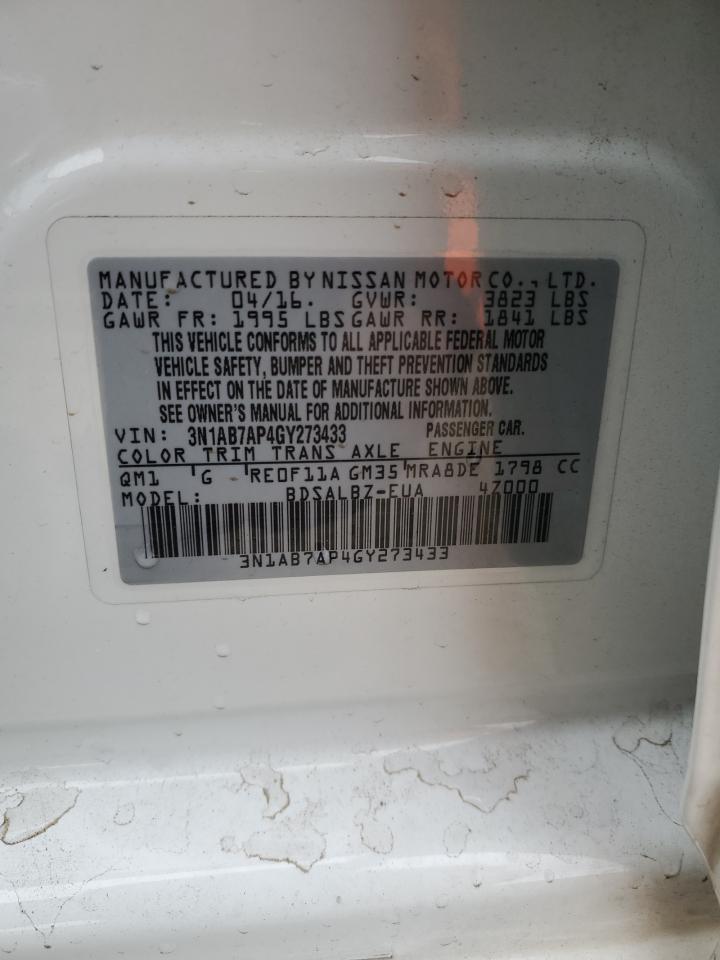 MANUFACTURED BY NISSAN MOTOR CO., LTD.
DATE: 04/16. GVWR: 3823 LBS
GAWR FR: 1995 LBS GAWR RR: 1841 LBS
THIS VEHICLE CONFORMS TO ALL APPLICABLE FEDERAL MOTOR
VEHICLE SAFETY, BUMPER AND THEFT PREVENTION STANDARDS
IN EFFECT ON THE DATE OF MANUFACTURE SHOWN ABOVE.
SEE OWNER'S MANUAL FOR ADDITIONAL INFORMATION.
VIN: 3N1AB7AP4GY273433 PASSENGER CAR.
COLOR TRIM TRANS AXLE ENGINE
QM1 G RE0F11A GM35 MRA8DE 1798 CC
MODEL: BDSALBZ-EUA 47000
3N1AB7AP4GY273433